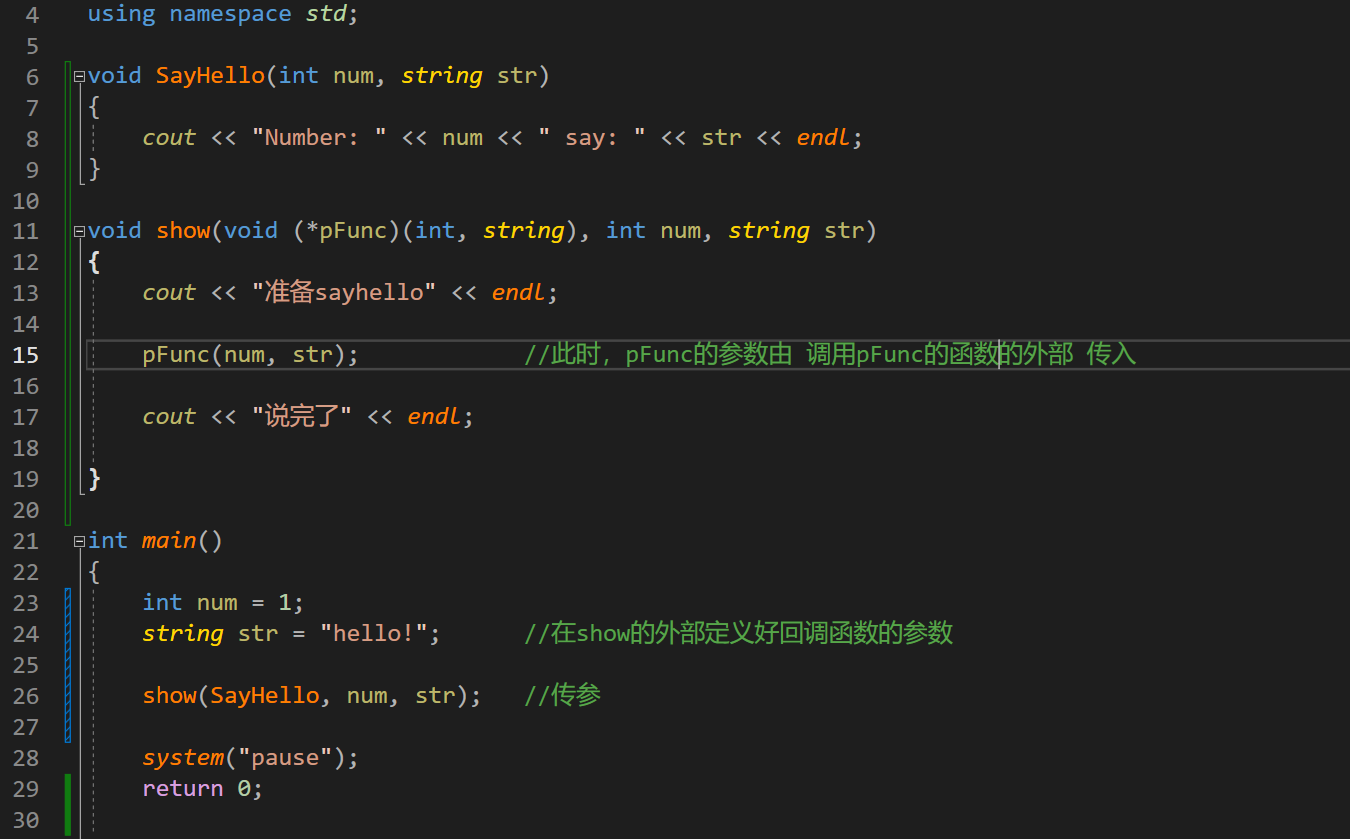 4 using namespace std;
5
6 void SayHello(int num, string str)
7 {
8 cout << "Number: " << num << " say: " << str << endl;
9 }
10
11 void show(void (*pFunc)(int, string), int num, string str)
12 {
13 cout << "准备sayhello" << endl;
14
15 pFunc(num, str); //此时，pFunc的参数由 调用pFunc的函数的外部 传入
16
17 cout << "说完了" << endl;
18
19 }
20
21 int main()
22 {
23 int num = 1;
24 string str = "hello!"; //在show的外部定义好回调函数的参数
25
26 show(SayHello, num, str); //传参
27
28 system("pause");
29 return 0;
30